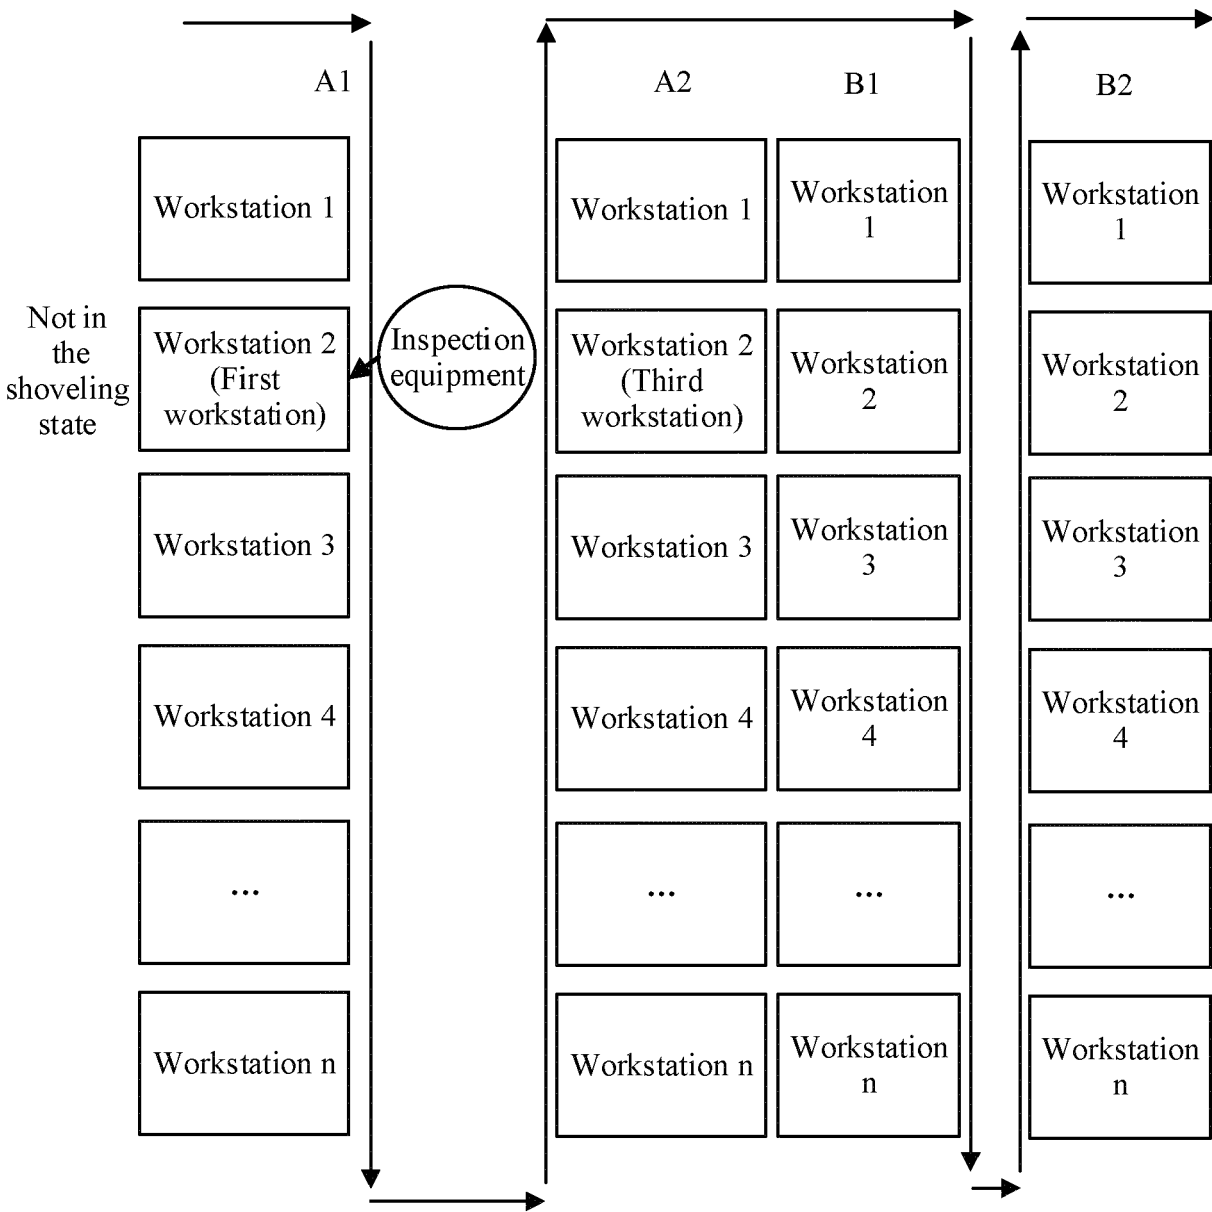 A1
A2
B1
B2
Workstation 1
Workstation 1
Workstation
1
Workstation
1
Not in
the
shoveling
state
Workstation 2
(First
workstation)
Inspection
equipment
Workstation 2
(Third
workstation)
Workstation
2
Workstation
2
Workstation 3
Workstation 3
Workstation
3
Workstation
3
Workstation 4
Workstation 4
Workstation
4
Workstation
4
...
...
...
...
Workstation n
Workstation n
Workstation
n
Workstation
n